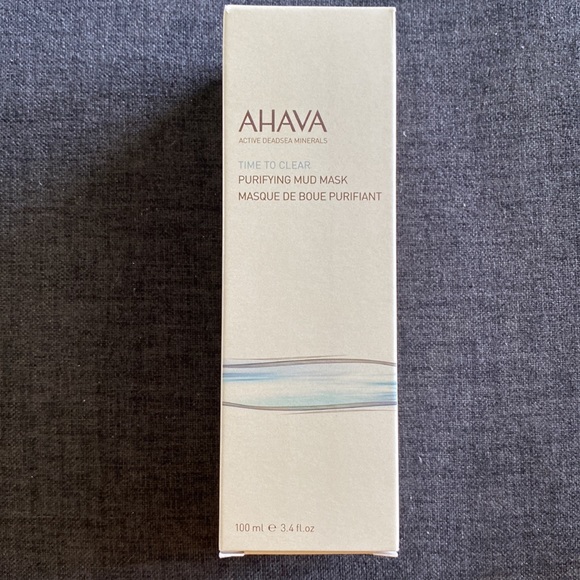 AHAVA
ACTIVE DEADSEA MINERALS
TIME TO CLEAR
PURIFYING MUD MASK
MASQUE DE BOUE PURIFIANT
100 ml ℮ 3.4 fl.oz